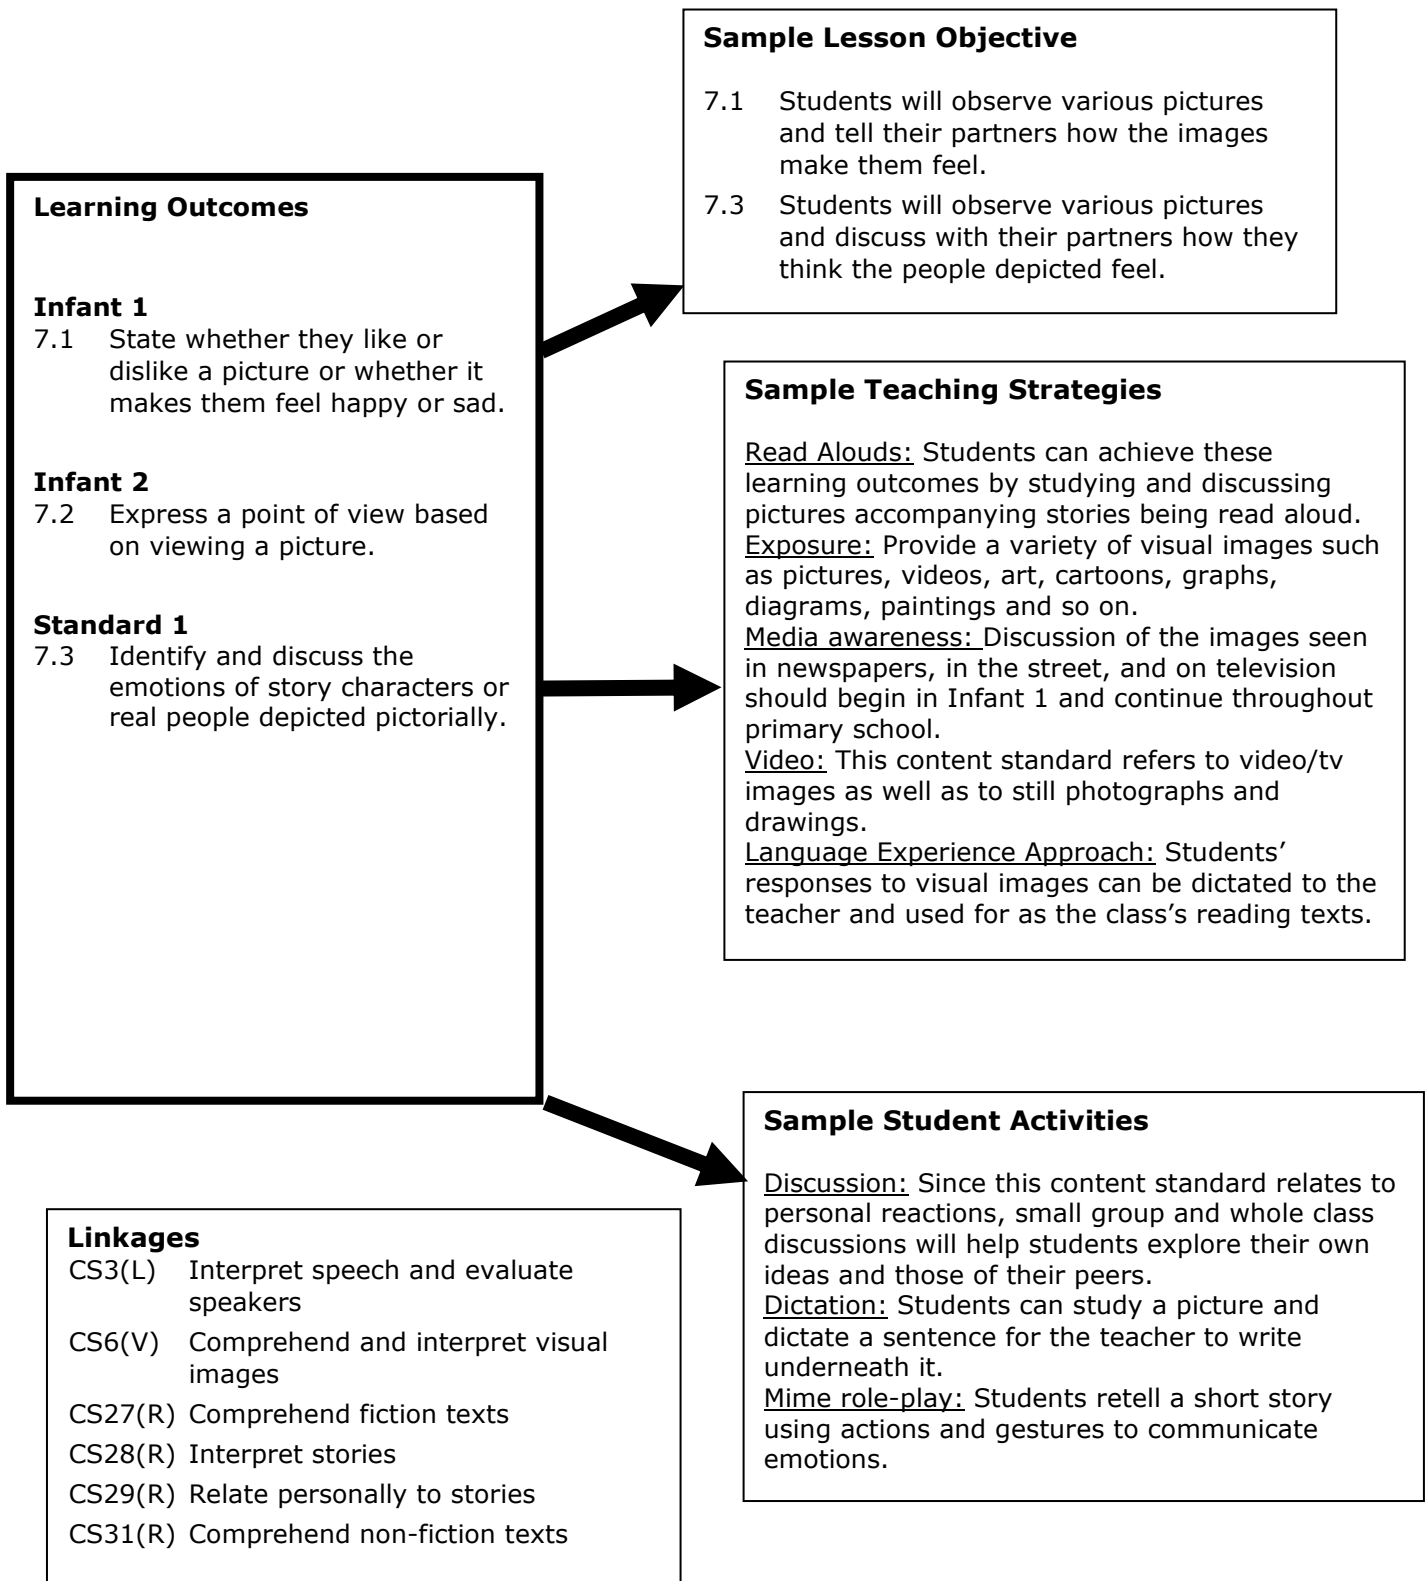 Sample Lesson Objective
7.1 Students will observe various pictures
and tell their partners how the images
make them feel.
7.3 Students will observe various pictures
and discuss with their partners how they
think the people depicted feel.
Learning Outcomes
Infant 1
7.1 State whether they like or
dislike a picture or whether it
makes them feel happy or sad.
Infant 2
7.2 Express a point of view based
on viewing a picture.
Standard 1
7.3 Identify and discuss the
emotions of story characters or
real people depicted pictorially.
Sample Teaching Strategies
Read Alouds: Students can achieve these
learning outcomes by studying and discussing
pictures accompanying stories being read aloud.
Exposure: Provide a variety of visual images such
as pictures, videos, art, cartoons, graphs,
diagrams, paintings and so on.
Media awareness: Discussion of the images seen
in newspapers, in the street, and on television
should begin in Infant 1 and continue throughout
primary school.
Video: This content standard refers to video/tv
images as well as to still photographs and
drawings.
Language Experience Approach: Students’
responses to visual images can be dictated to the
teacher and used for as the class’s reading texts.
Sample Student Activities
Discussion: Since this content standard relates to
personal reactions, small group and whole class
discussions will help students explore their own
ideas and those of their peers.
Dictation: Students can study a picture and
dictate a sentence for the teacher to write
underneath it.
Mime role-play: Students retell a short story
using actions and gestures to communicate
emotions.
Linkages
CS3(L) Interpret speech and evaluate
speakers
CS6(V) Comprehend and interpret visual
images
CS27(R) Comprehend fiction texts
CS28(R) Interpret stories
CS29(R) Relate personally to stories
CS31(R) Comprehend non-fiction texts